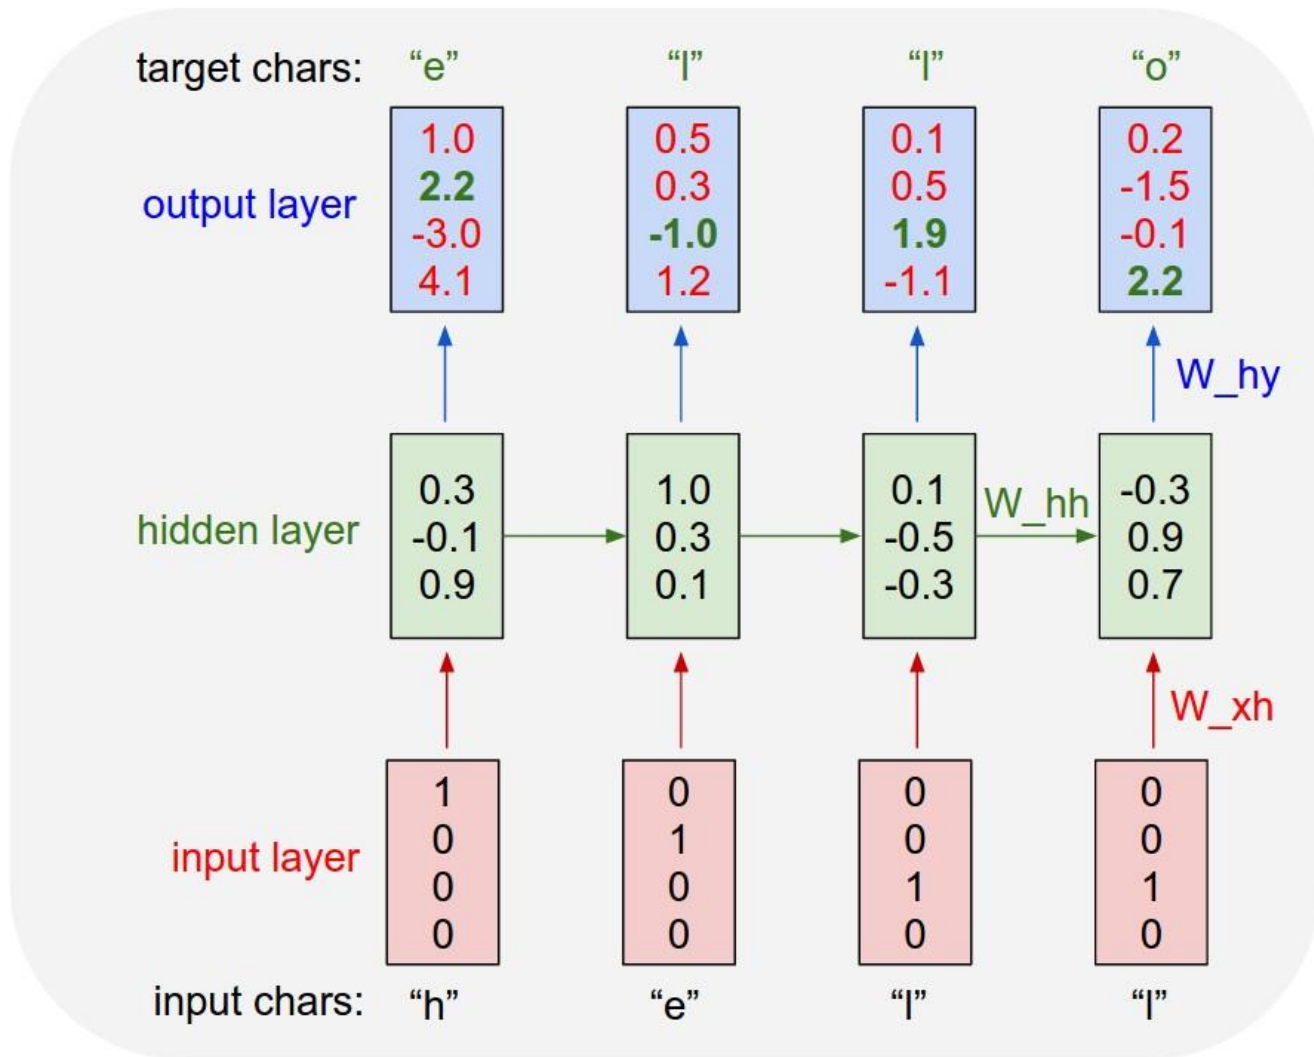 target chars: “e” “l” “l” “o”
1.0 0.5 0.1 0.2
2.2 0.3 0.5 -1.5
output layer
-3.0 -1.0 1.9 -0.1
4.1 1.2 -1.1 2.2
W_hy
0.3 1.0 0.1 -0.3
W_hh
hidden layer -0.1 0.3 -0.5 0.9
0.9 0.1 -0.3 0.7
W_xh
1 0 0 0
0 1 0 0
input layer
0 0 1 1
0 0 0 0
input chars: “h” “e” “l” “l”